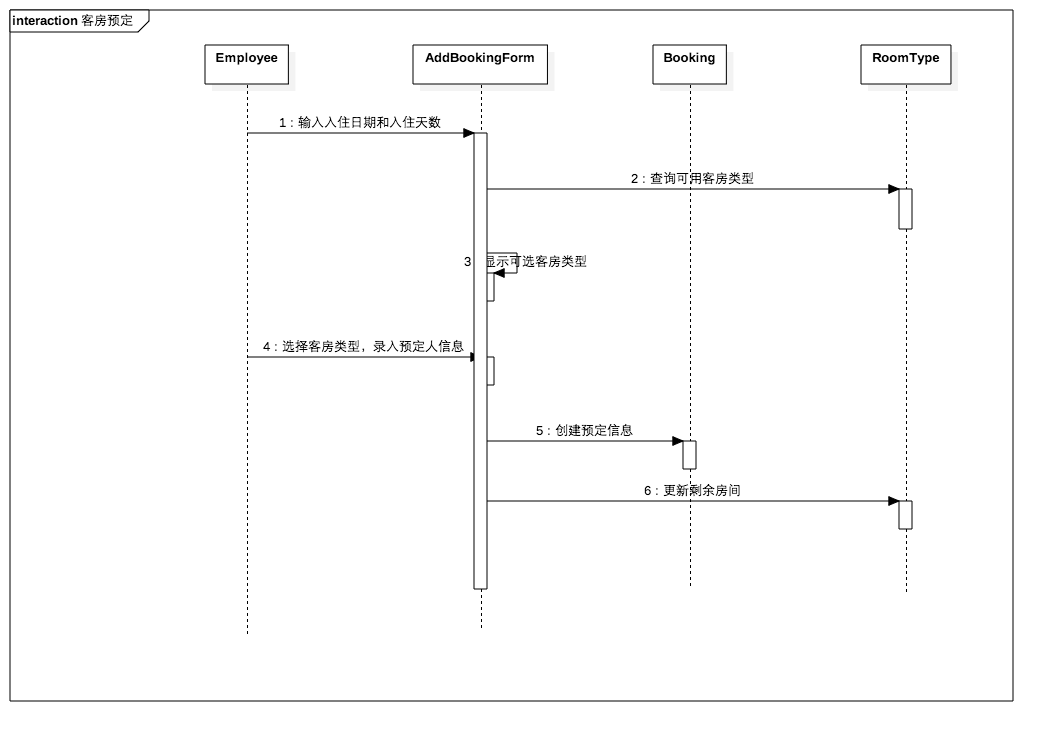 interaction 客房预定
Employee
AddBookingForm
Booking
RoomType
1 : 输入入住日期和入住天数
2 : 查询可用客房类型
3 显示可选客房类型
4 : 选择客房类型，录入预定人信息
5 : 创建预定信息
6 : 更新剩余房间